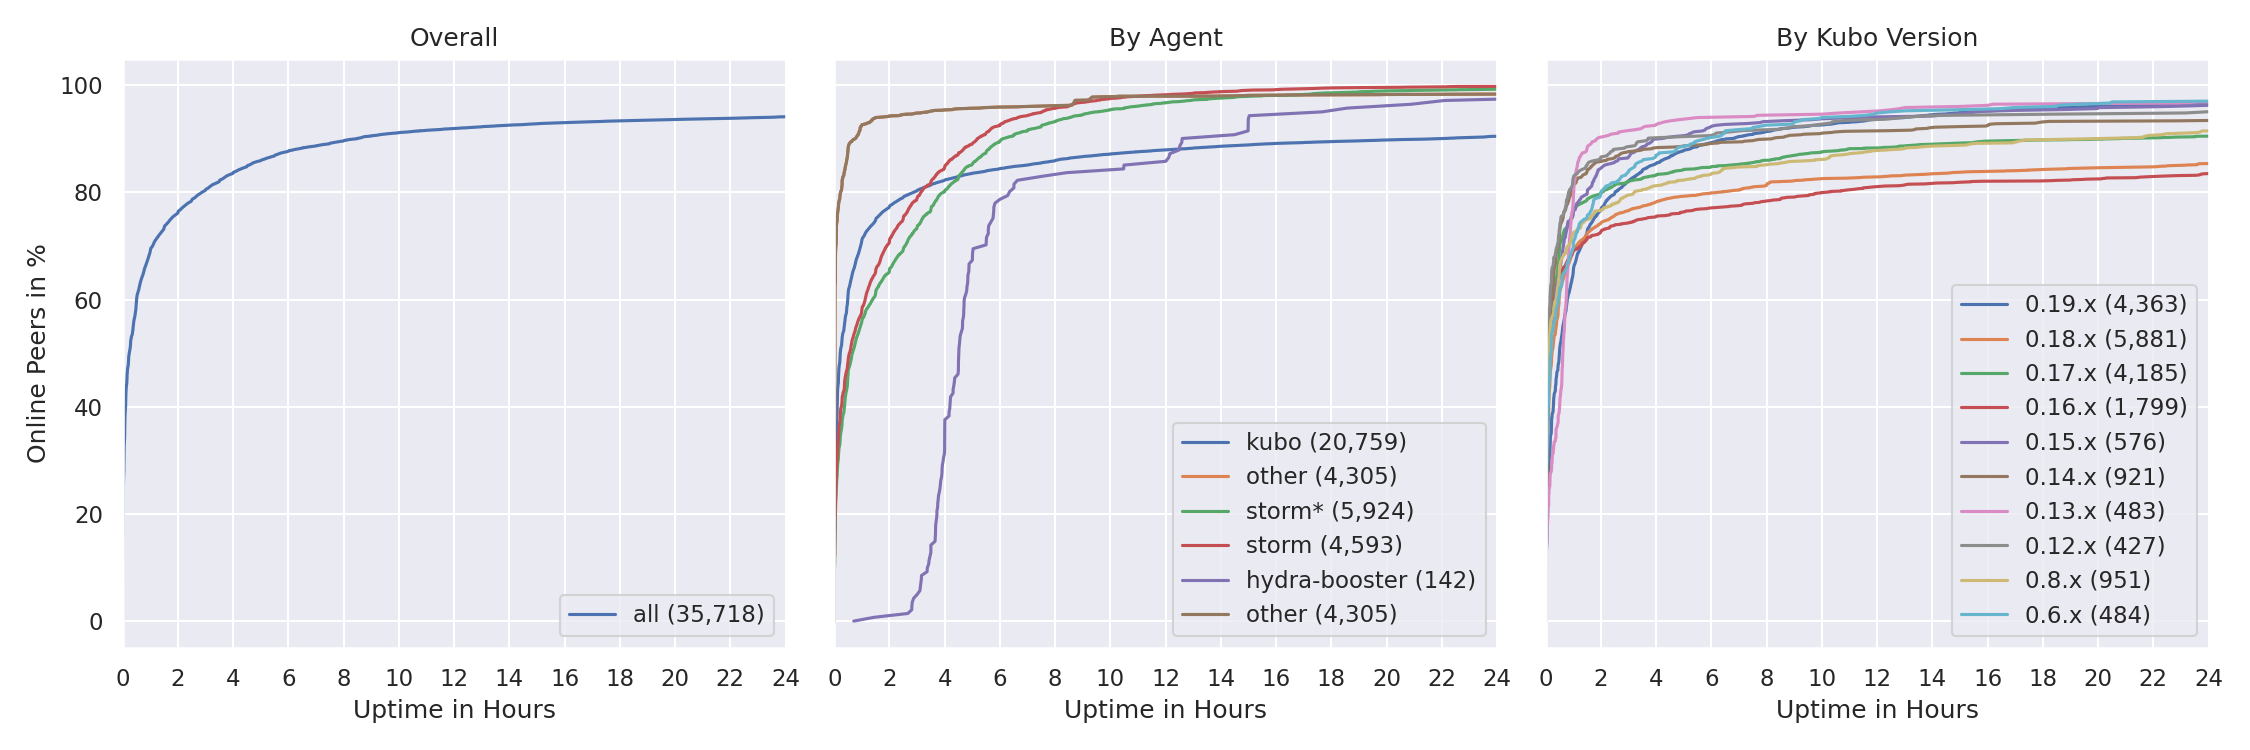 Overall
By Agent
By Kubo Version
Online Peers in %
100
80
60
40
20
0
all (35,718)
kubo (20,759)
other (4,305)
storm* (5,924)
storm (4,593)
hydra-booster (142)
other (4,305)
0.19.x (4,363)
0.18.x (5,881)
0.17.x (4,185)
0.16.x (1,799)
0.15.x (576)
0.14.x (921)
0.13.x (483)
0.12.x (427)
0.8.x (951)
0.6.x (484)
0 2 4 6 8 10 12 14 16 18 20 22 24
0 2 4 6 8 10 12 14 16 18 20 22 24
0 2 4 6 8 10 12 14 16 18 20 22 24
Uptime in Hours
Uptime in Hours
Uptime in Hours